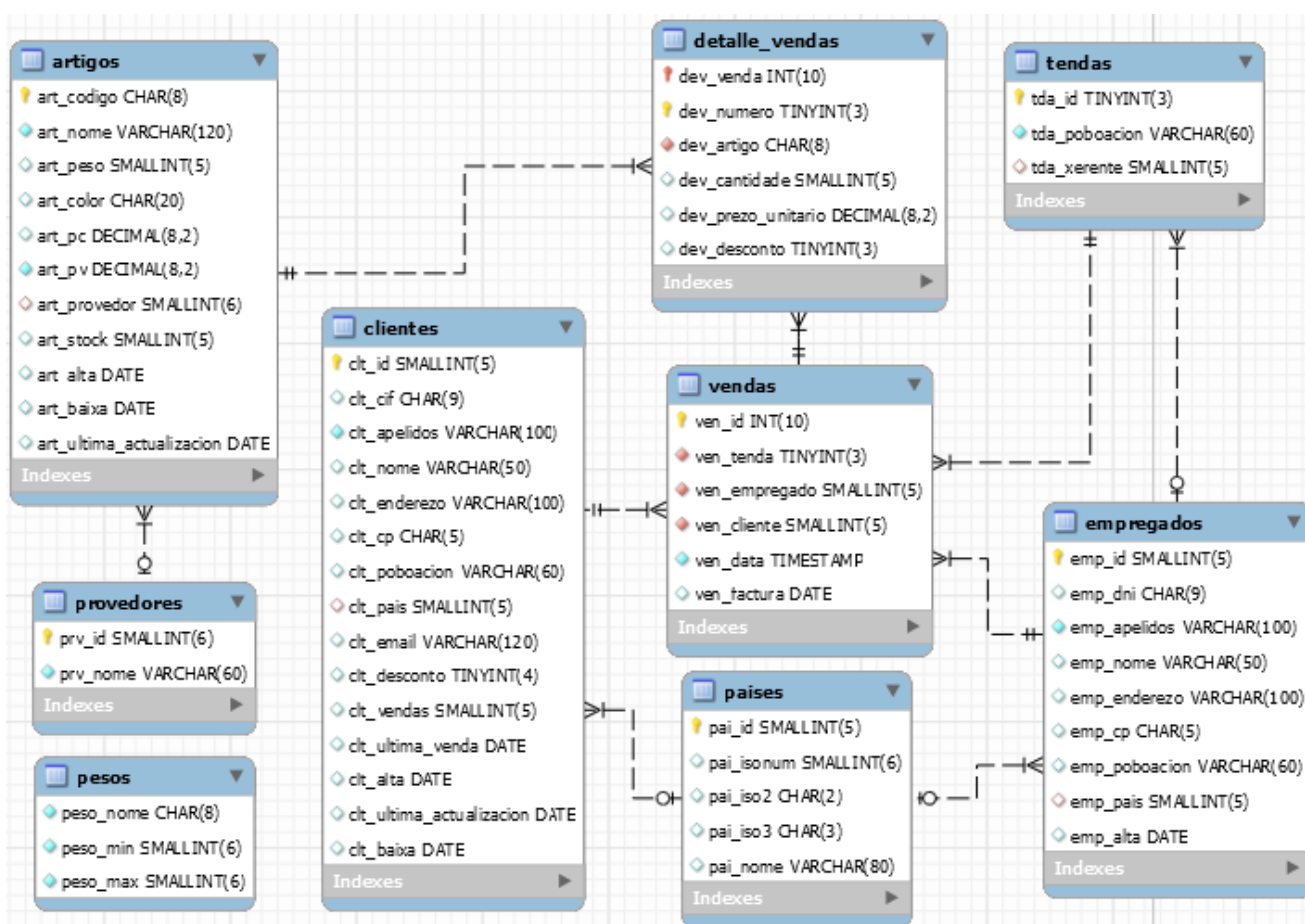 artigos
art_codigo CHAR(8)
art_nome VARCHAR(120)
art_peso SMALLINT(5)
art_color CHAR(20)
art_pc DECIMAL(8,2)
art_pv DECIMAL(8,2)
art_provedor SMALLINT(6)
art_stock SMALLINT(5)
art_alta DATE
art_baixa DATE
art_ultima_actualizacion DATE
Indexes
provedores
prv_id SMALLINT(6)
prv_nome VARCHAR(60)
Indexes
pesos
peso_nome CHAR(8)
peso_min SMALLINT(6)
peso_max SMALLINT(6)
clientes
clt_id SMALLINT(5)
clt_cif CHAR(9)
clt_apelidos VARCHAR(100)
clt_nome VARCHAR(50)
clt_enderezo VARCHAR(100)
clt_cp CHAR(5)
clt_poboacion VARCHAR(60)
clt_pais SMALLINT(5)
clt_email VARCHAR(120)
clt_desconto TINYINT(4)
clt_vendas SMALLINT(5)
clt_ultima_venda DATE
clt_alta DATE
clt_ultima_actualizacion DATE
clt_baixa DATE
Indexes
detalle_vendas
dev_venda INT(10)
dev_numero TINYINT(3)
dev_artigo CHAR(8)
dev_cantidade SMALLINT(5)
dev_prezo_unitario DECIMAL(8,2)
dev_desconto TINYINT(3)
Indexes
vendas
ven_id INT(10)
ven_tenda TINYINT(3)
ven_empregado SMALLINT(5)
ven_cliente SMALLINT(5)
ven_data TIMESTAMP
ven_factura DATE
Indexes
paises
pai_id SMALLINT(5)
pai_isonum SMALLINT(6)
pai_iso2 CHAR(2)
pai_iso3 CHAR(3)
pai_nome VARCHAR(80)
Indexes
tendas
tda_id TINYINT(3)
tda_poboacion VARCHAR(60)
tda_xerente SMALLINT(5)
Indexes
empregados
emp_id SMALLINT(5)
emp_dni CHAR(9)
emp_apelidos VARCHAR(100)
emp_nome VARCHAR(50)
emp_enderezo VARCHAR(100)
emp_cp CHAR(5)
emp_poboacion VARCHAR(60)
emp_pais SMALLINT(5)
emp_alta DATE
Indexes